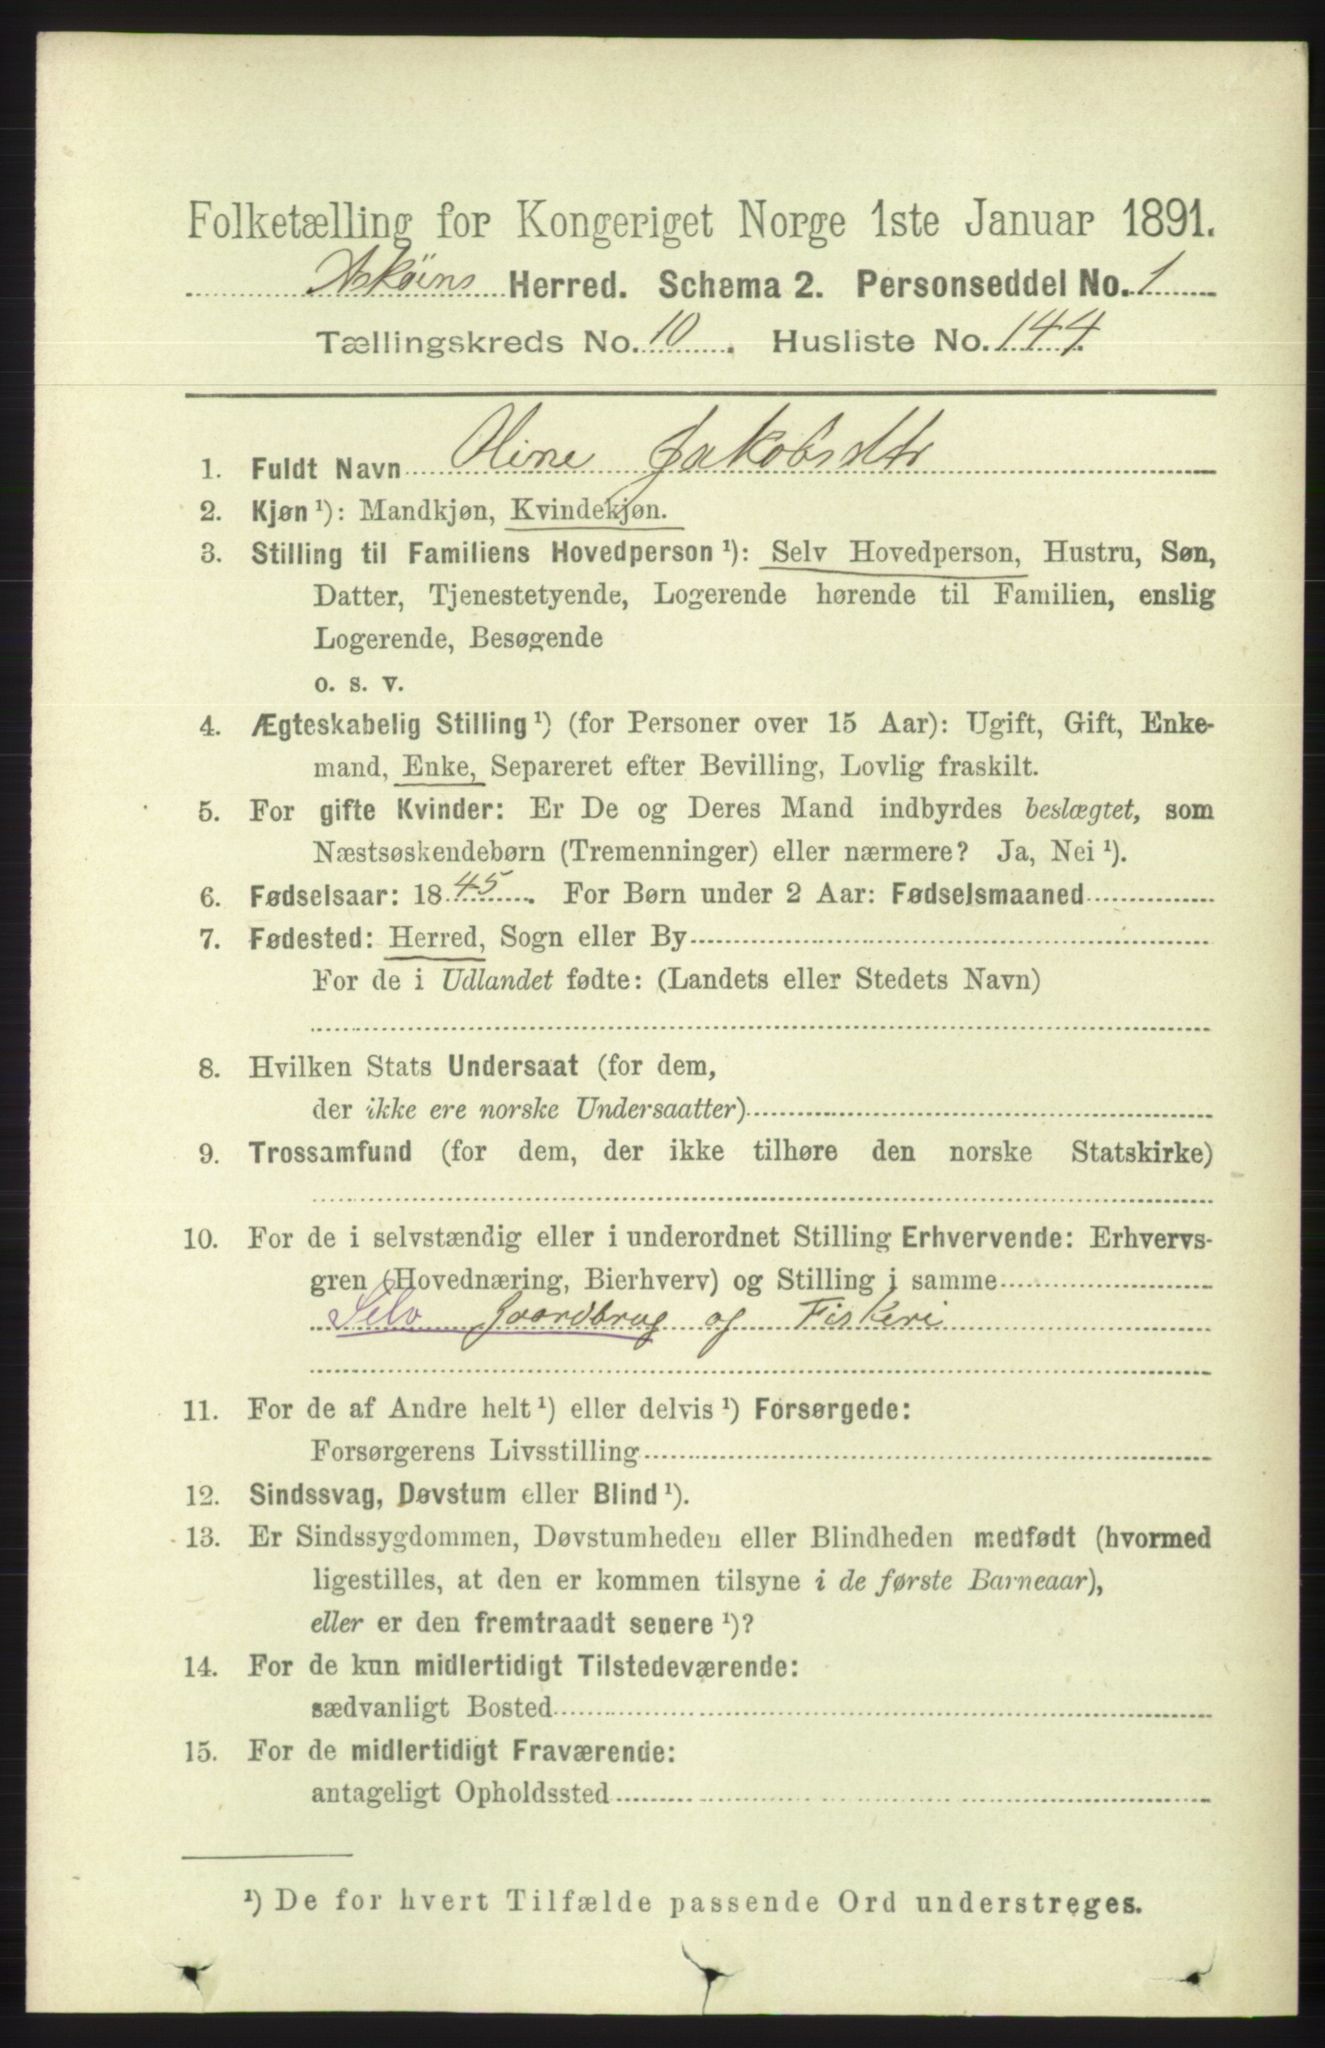 Folketælling for Kongeriget Norge 1ste Januar 1891.
Askøens Herred. Schema 2. Personseddel No. 1
Tællingskreds No. 10. Husliste No. 144.
1. Fuldt Navn Oline Jakobsdtr
2. Kjøn ¹): Mandkjøn, Kvindekjøn.
3. Stilling til Familiens Hovedperson ¹): Selv Hovedperson, Hustru, Søn,
Datter, Tjenestetyende, Logerende hørende til Familien, enslig
Logerende, Besøgende
o. s. v.
4. Ægteskabelig Stilling ¹) (for Personer over 15 Aar): Ugift, Gift, Enke-
mand, Enke, Separeret efter Bevilling, Lovlig fraskilt.
5. For gifte Kvinder: Er De og Deres Mand indbyrdes beslægtet, som
Næstsøskendebørn (Tremenninger) eller nærmere? Ja, Nei ¹).
6. Fødselsaar: 1845. For Børn under 2 Aar: Fødselsmaaned
7. Fødested: Herred, Sogn eller By
For de i Udlandet fødte: (Landets eller Stedets Navn)
8. Hvilken Stats Undersaat (for dem,
der ikke ere norske Undersaatter)
9. Trossamfund (for dem, der ikke tilhøre den norske Statskirke)
10. For de i selvstændig eller i underordnet Stilling Erhvervende: Erhvervs-
gren (Hovednæring, Bierhverv) og Stilling i samme
Selv Gaardbrug og Fiskeri
11. For de af Andre helt ¹) eller delvis ¹) Forsørgede:
Forsørgerens Livsstilling
12. Sindssvag, Døvstum eller Blind ¹).
13. Er Sindssygdommen, Døvstumheden eller Blindheden medfødt (hvormed
ligestilles, at den er kommen tilsyne i de første Barneaar),
eller er den fremtraadt senere ¹)?
14. For de kun midlertidigt Tilstedeværende:
sædvanligt Bosted
15. For de midlertidigt Fraværende:
antageligt Opholdssted
¹) De for hvert Tilfælde passende Ord understreges.